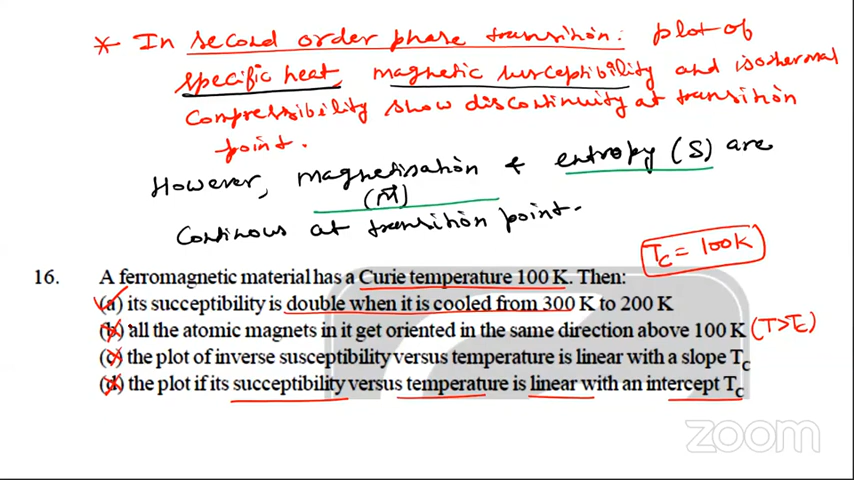 * In second order phase transition: plot of
specific heat, magnetic susceptibility and isothermal
compressibility show discontinuity at transition
point.
However, magnetisation & entropy (S) are
(M⃗)
Continous at transition point.
Tc = 100K
16. A ferromagnetic material has a Curie temperature 100 K. Then:
(a) its susceptibility is double when it is cooled from 300 K to 200 K
(b) all the atomic magnets in it get oriented in the same direction above 100 K (T>Tc)
(c) the plot of inverse susceptibility versus temperature is linear with a slope Tc
(d) the plot if its susceptibility versus temperature is linear with an intercept Tc
zoom